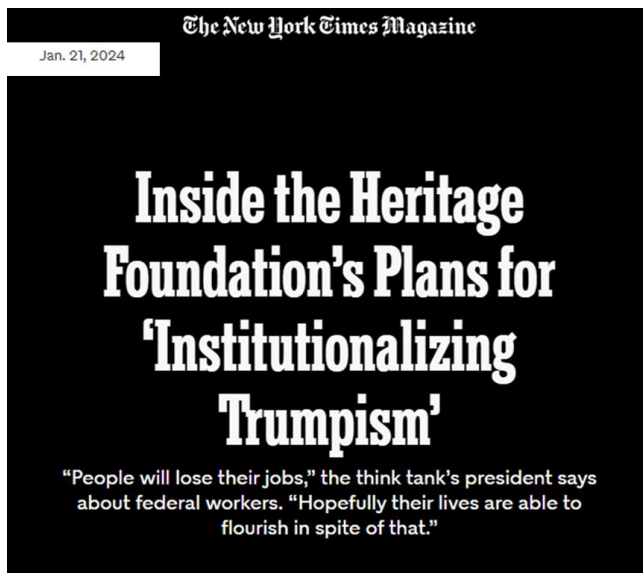 The New York Times Magazine
Jan. 21, 2024
Inside the Heritage
Foundation’s Plans for
‘Institutionalizing
Trumpism’
“People will lose their jobs,” the think tank’s president says
about federal workers. “Hopefully their lives are able to
flourish in spite of that.”